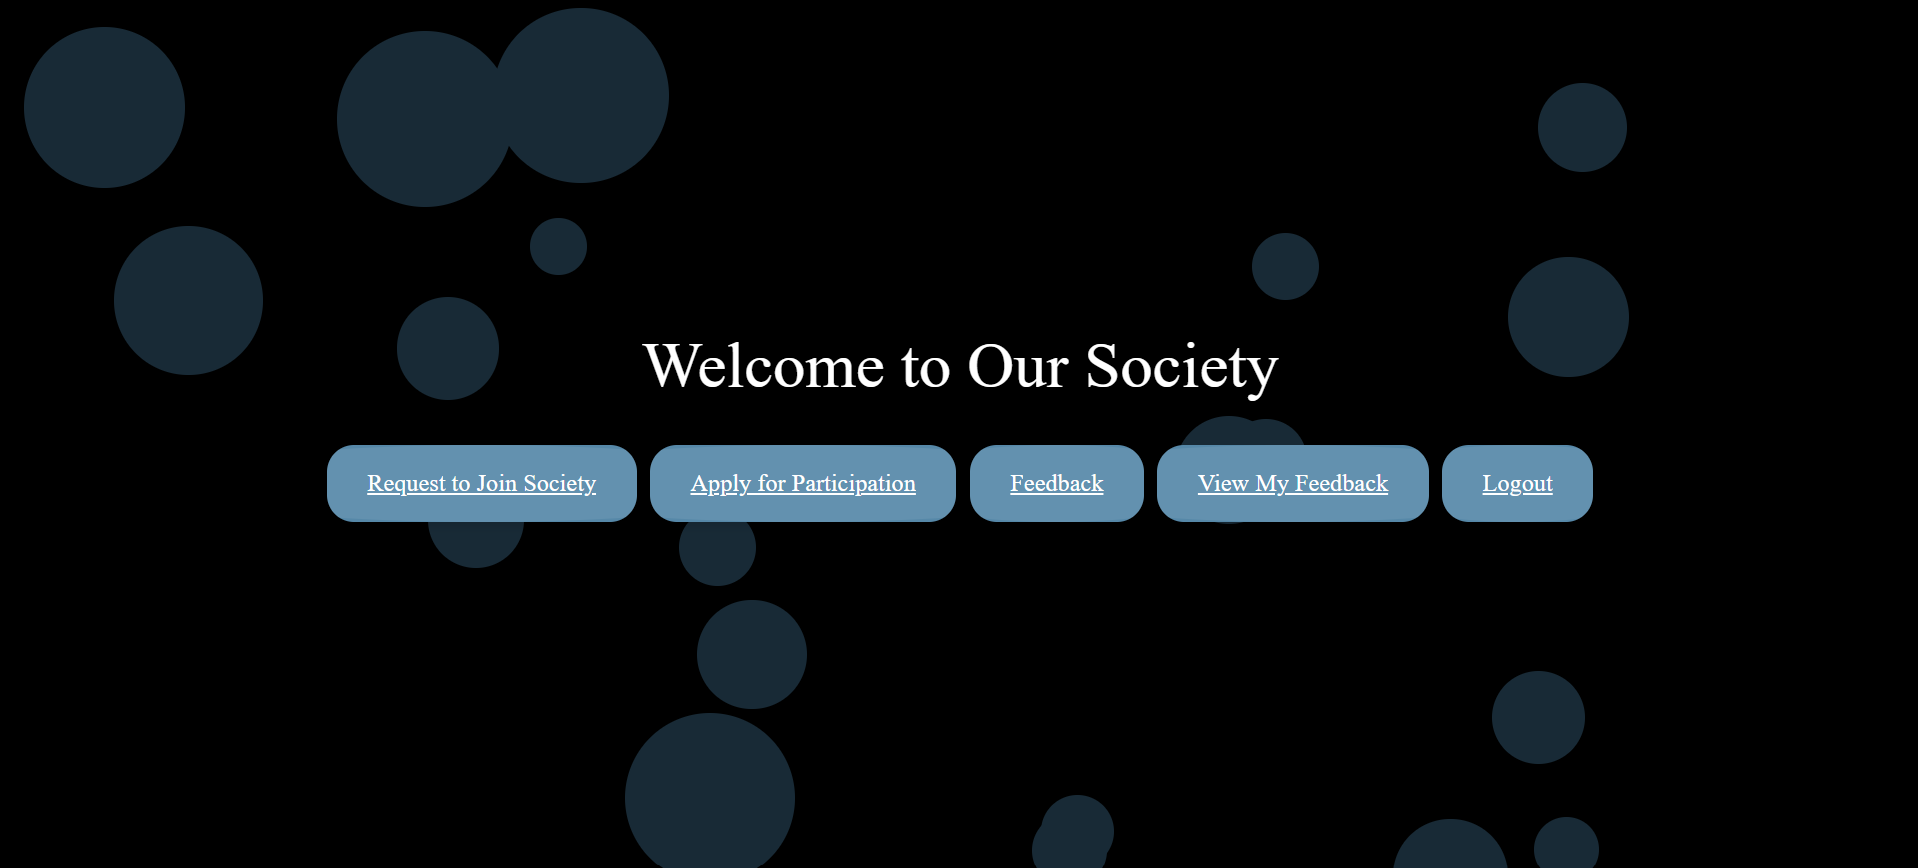 Welcome to Our Society
Request to Join Society
Apply for Participation
Feedback
View My Feedback
Logout